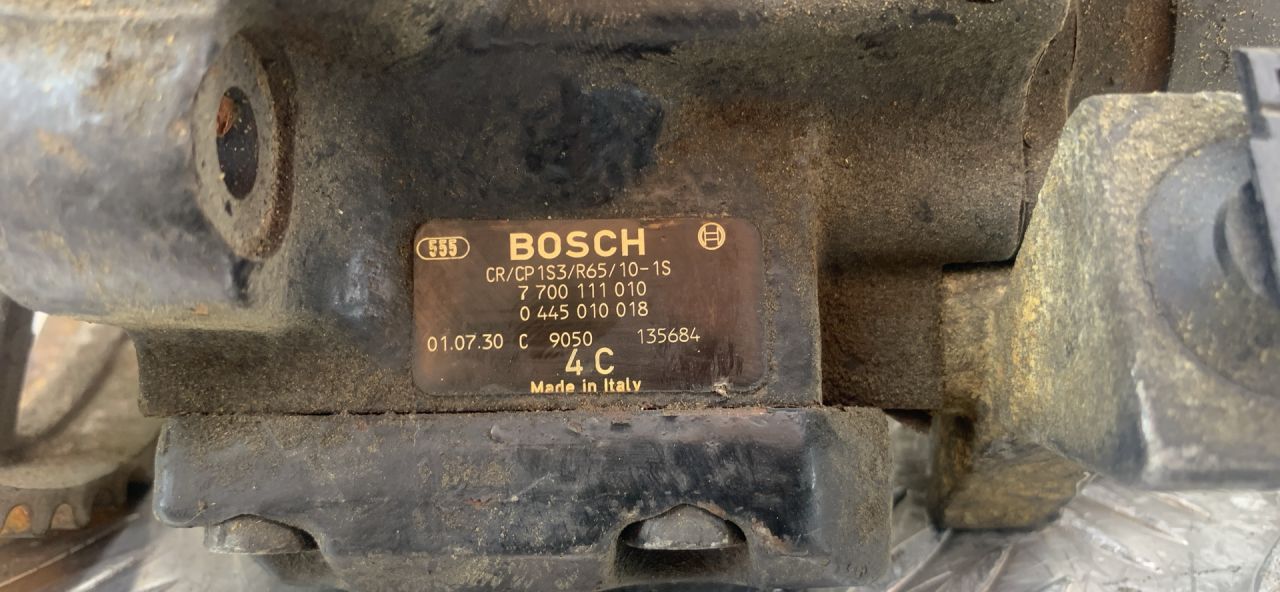 555 BOSCH
CR/CP1S3/R65/10-1S
7 700 111 010
0 445 010 018
01.07.30 C 9050 135684
4 C
Made in Italy